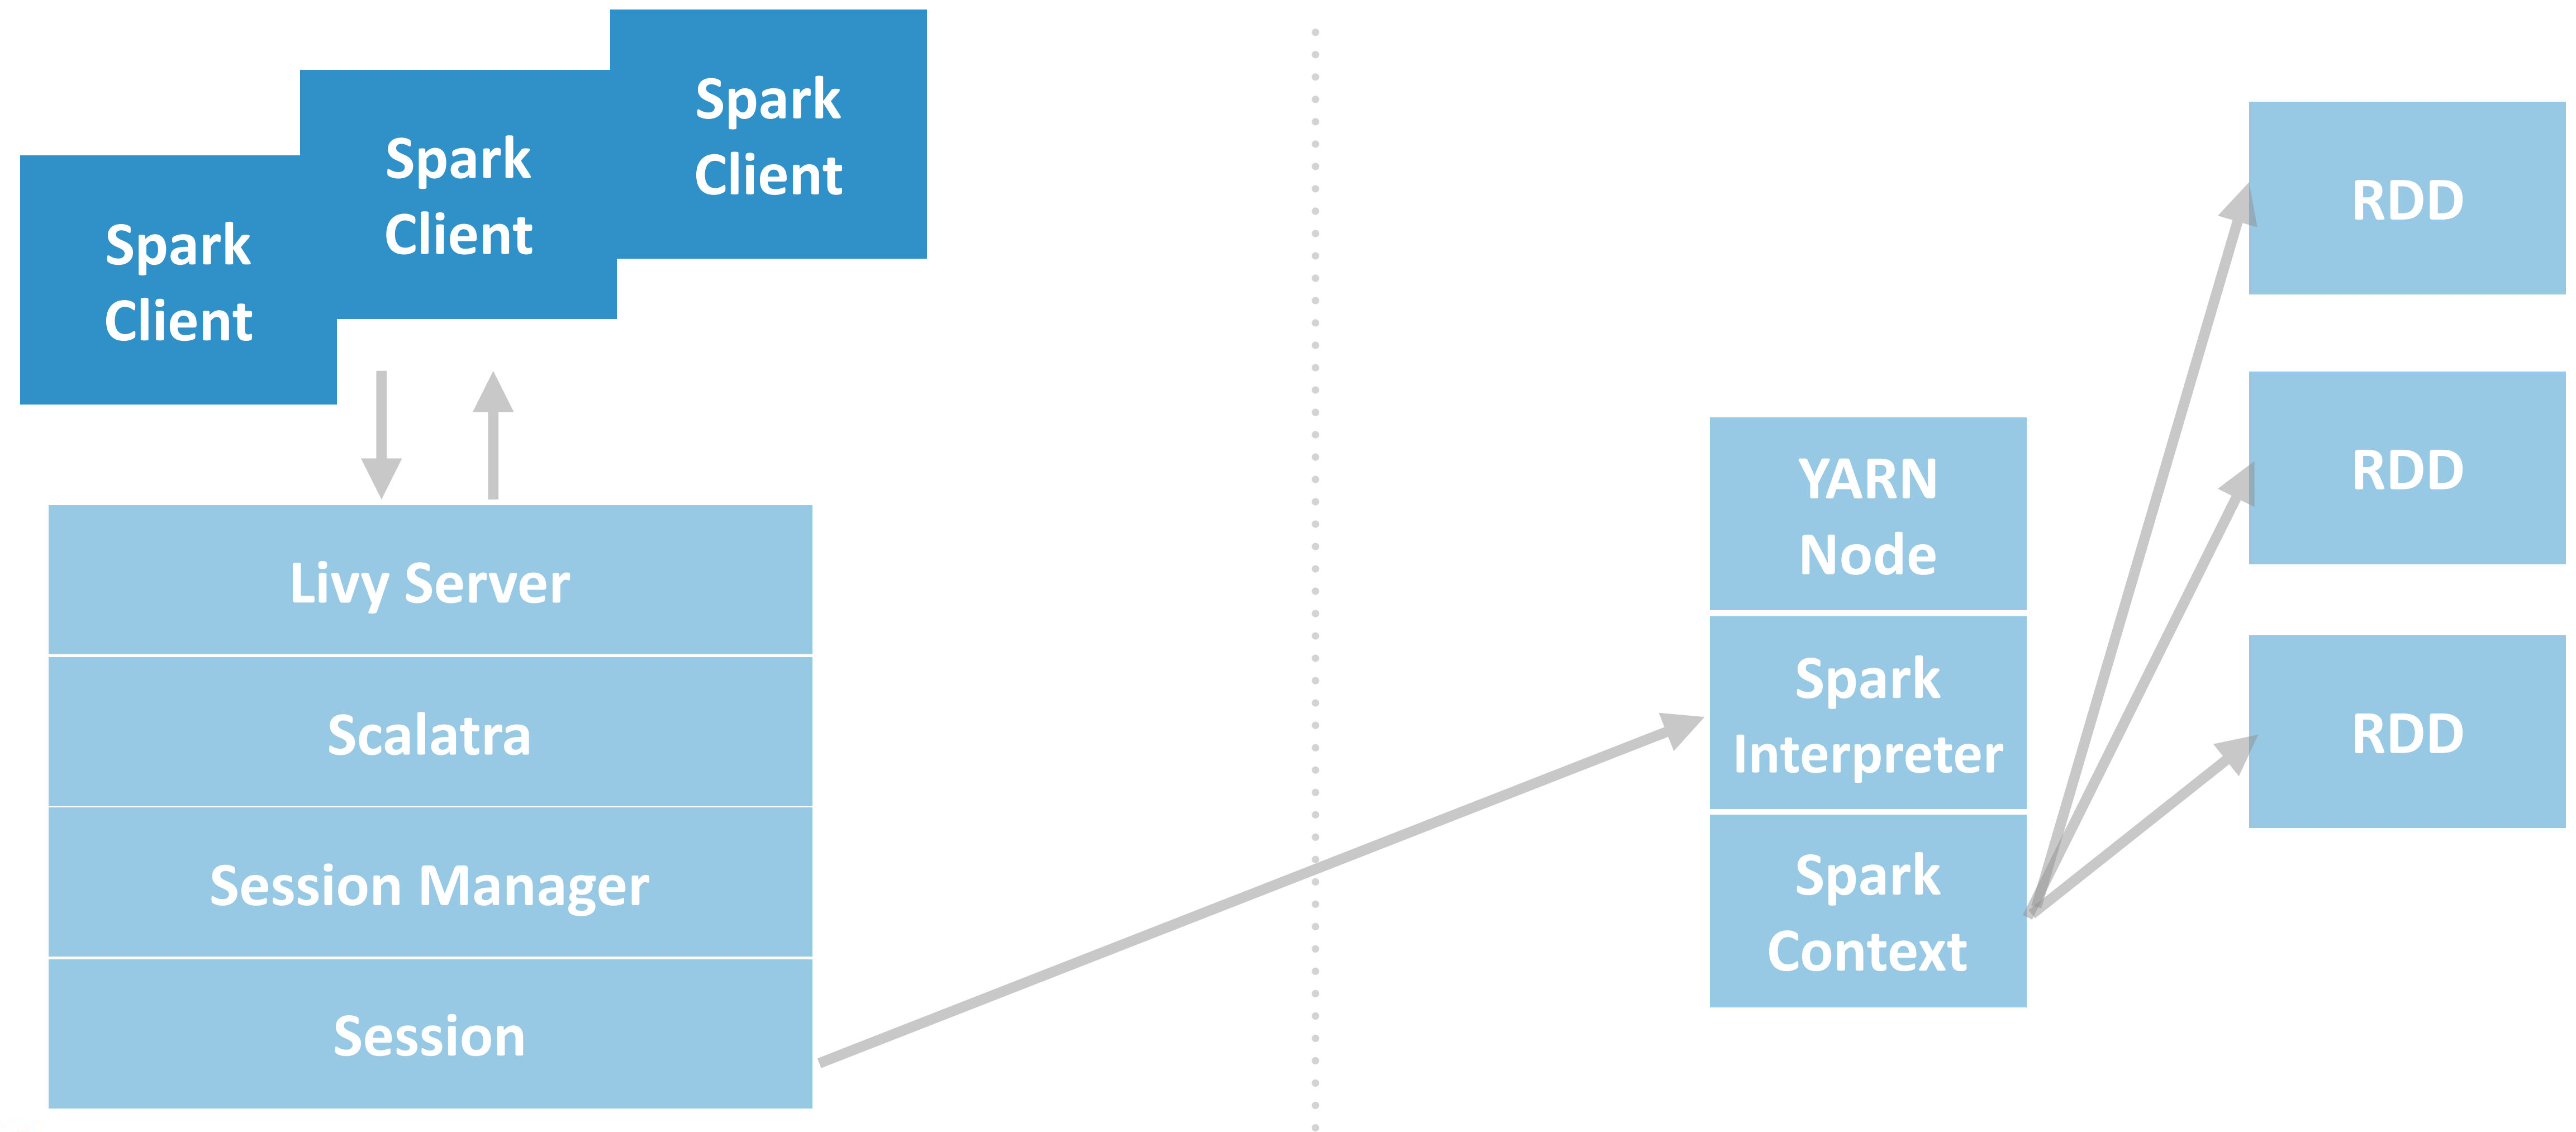 Spark
Client
Spark
Client
Spark
Client
Livy Server
Scalatra
Session Manager
Session
YARN
Node
Spark
Interpreter
Spark
Context
RDD
RDD
RDD